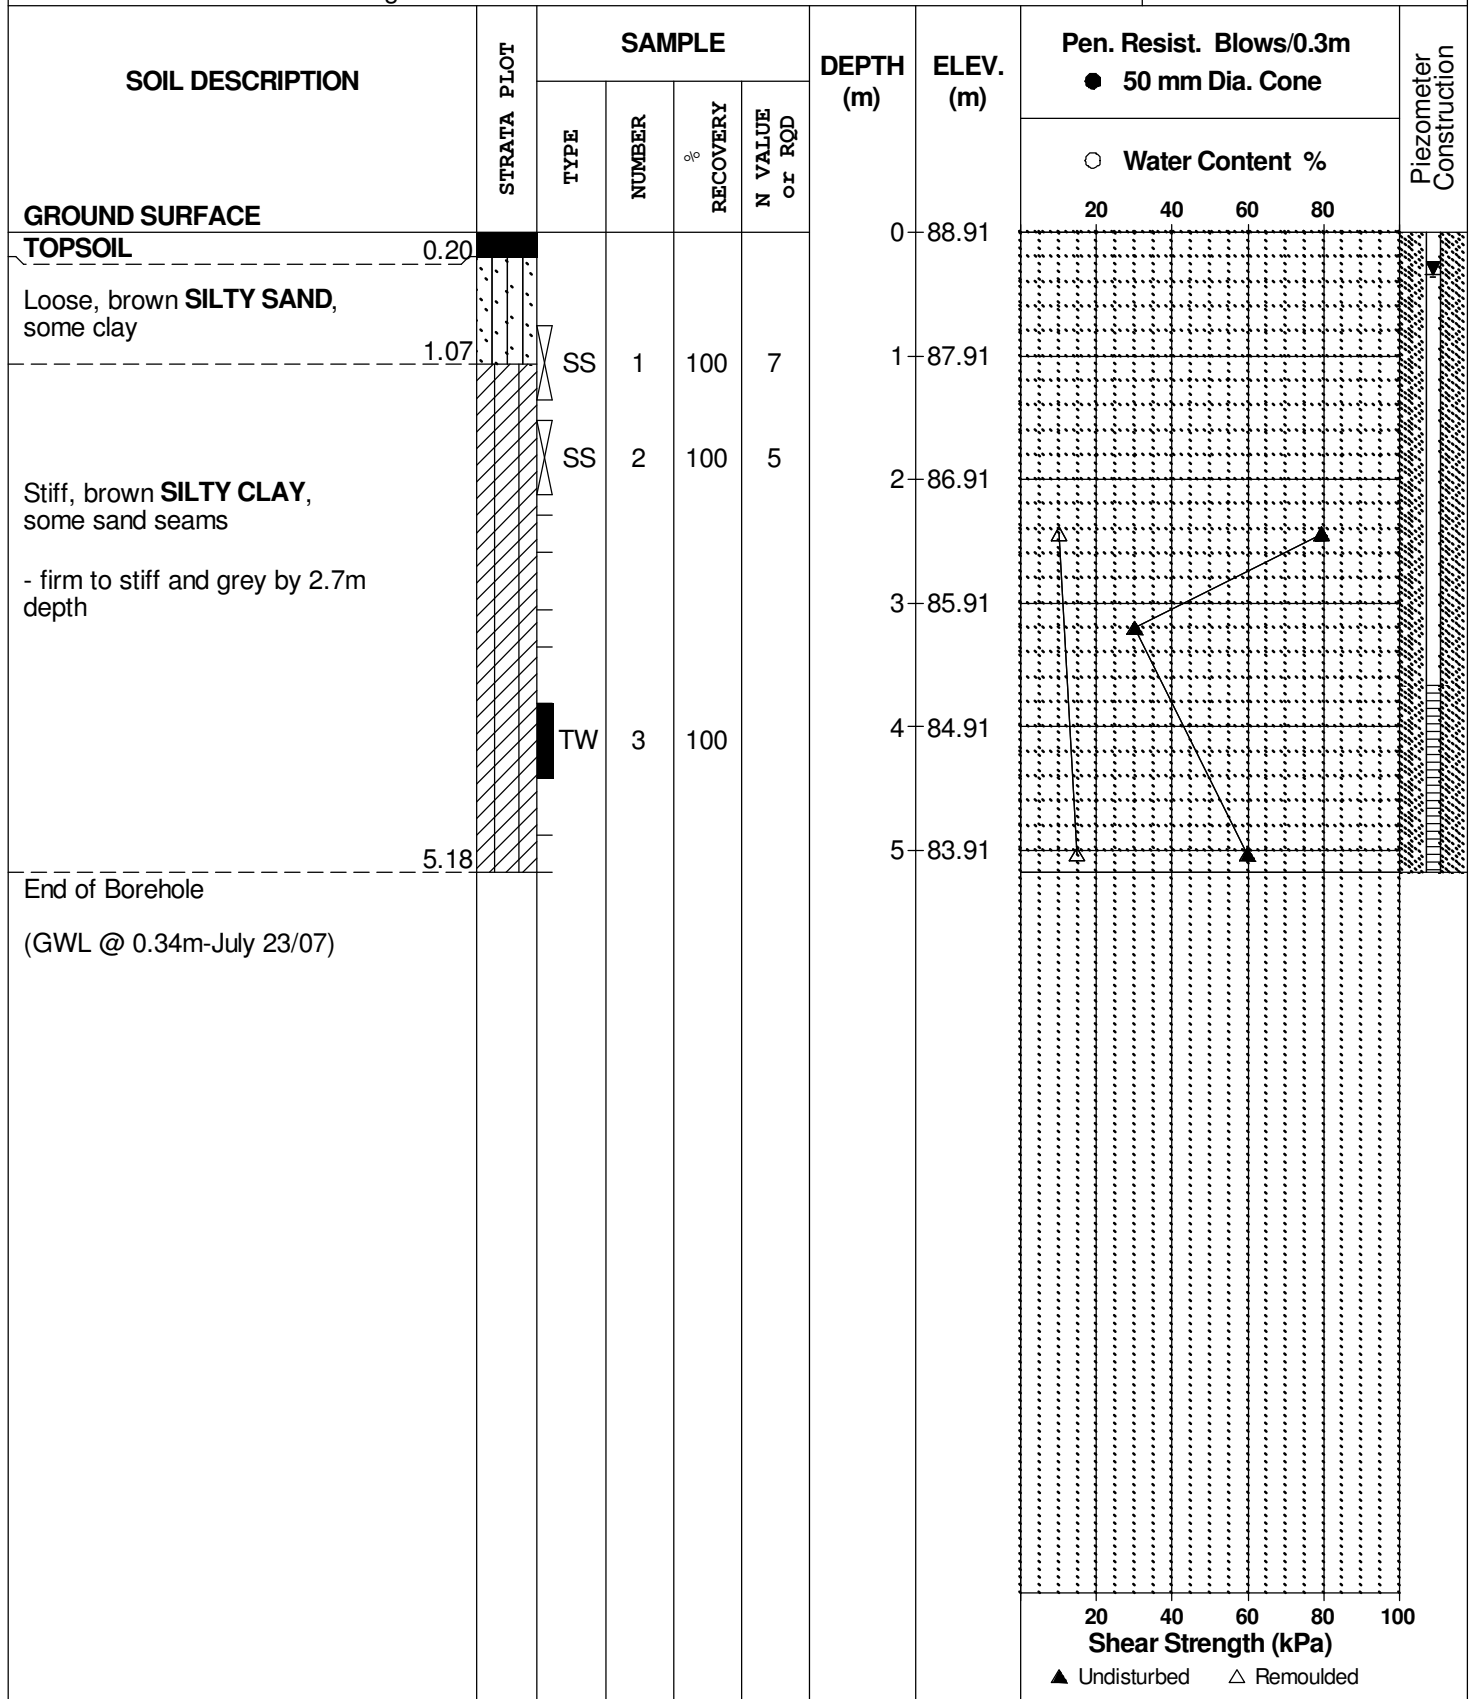 SOIL DESCRIPTION
STRATA PLOT
SAMPLE
TYPE
NUMBER
% RECOVERY
N VALUE or RQD
DEPTH (m)
ELEV. (m)
Pen. Resist. Blows/0.3m
● 50 mm Dia. Cone
○ Water Content %
20 40 60 80
Piezometer Construction
GROUND SURFACE
0 88.91
TOPSOIL 0.20
Loose, brown SILTY SAND,
some clay
1.07
SS 1 100 7
1 87.91
SS 2 100 5
2 86.91
Stiff, brown SILTY CLAY,
some sand seams
- firm to stiff and grey by 2.7m
depth
3 85.91
TW 3 100
4 84.91
5 83.91
5.18
End of Borehole
(GWL @ 0.34m-July 23/07)
20 40 60 80 100
Shear Strength (kPa)
▲ Undisturbed △ Remoulded